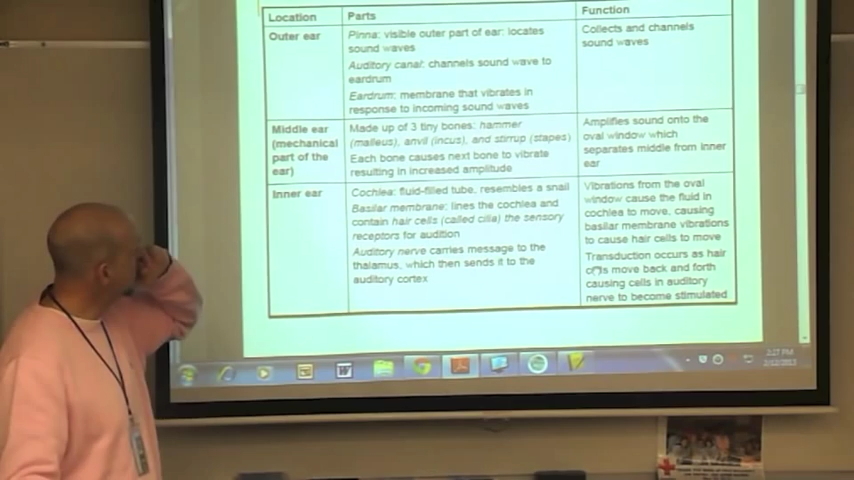 Location Parts Function
Outer ear Pinna: visible outer part of ear: locates Collects and channels
sound waves sound waves
Auditory canal: channels sound wave to
eardrum
Eardrum: membrane that vibrates in
response to incoming sound waves
Middle ear Made up of 3 tiny bones: hammer Amplifies sound onto the
(mechanical (malleus), anvil (incus), and stirrup (stapes) oval window which
part of the Each bone causes next bone to vibrate separates middle from inner
ear) resulting in increased amplitude ear
Inner ear Cochlea: fluid-filled tube, resembles a snail Vibrations from the oval
Basilar membrane: lines the cochlea and window cause the fluid in
contain hair cells (called cilia) the sensory cochlea to move, causing
receptors for audition basilar membrane vibrations
to cause hair cells to move
Auditory nerve carries message to the Transduction occurs as hair
thalamus, which then sends it to the move back and forth
auditory cortex causing cells in auditory
nerve to become stimulated
2:27 PM